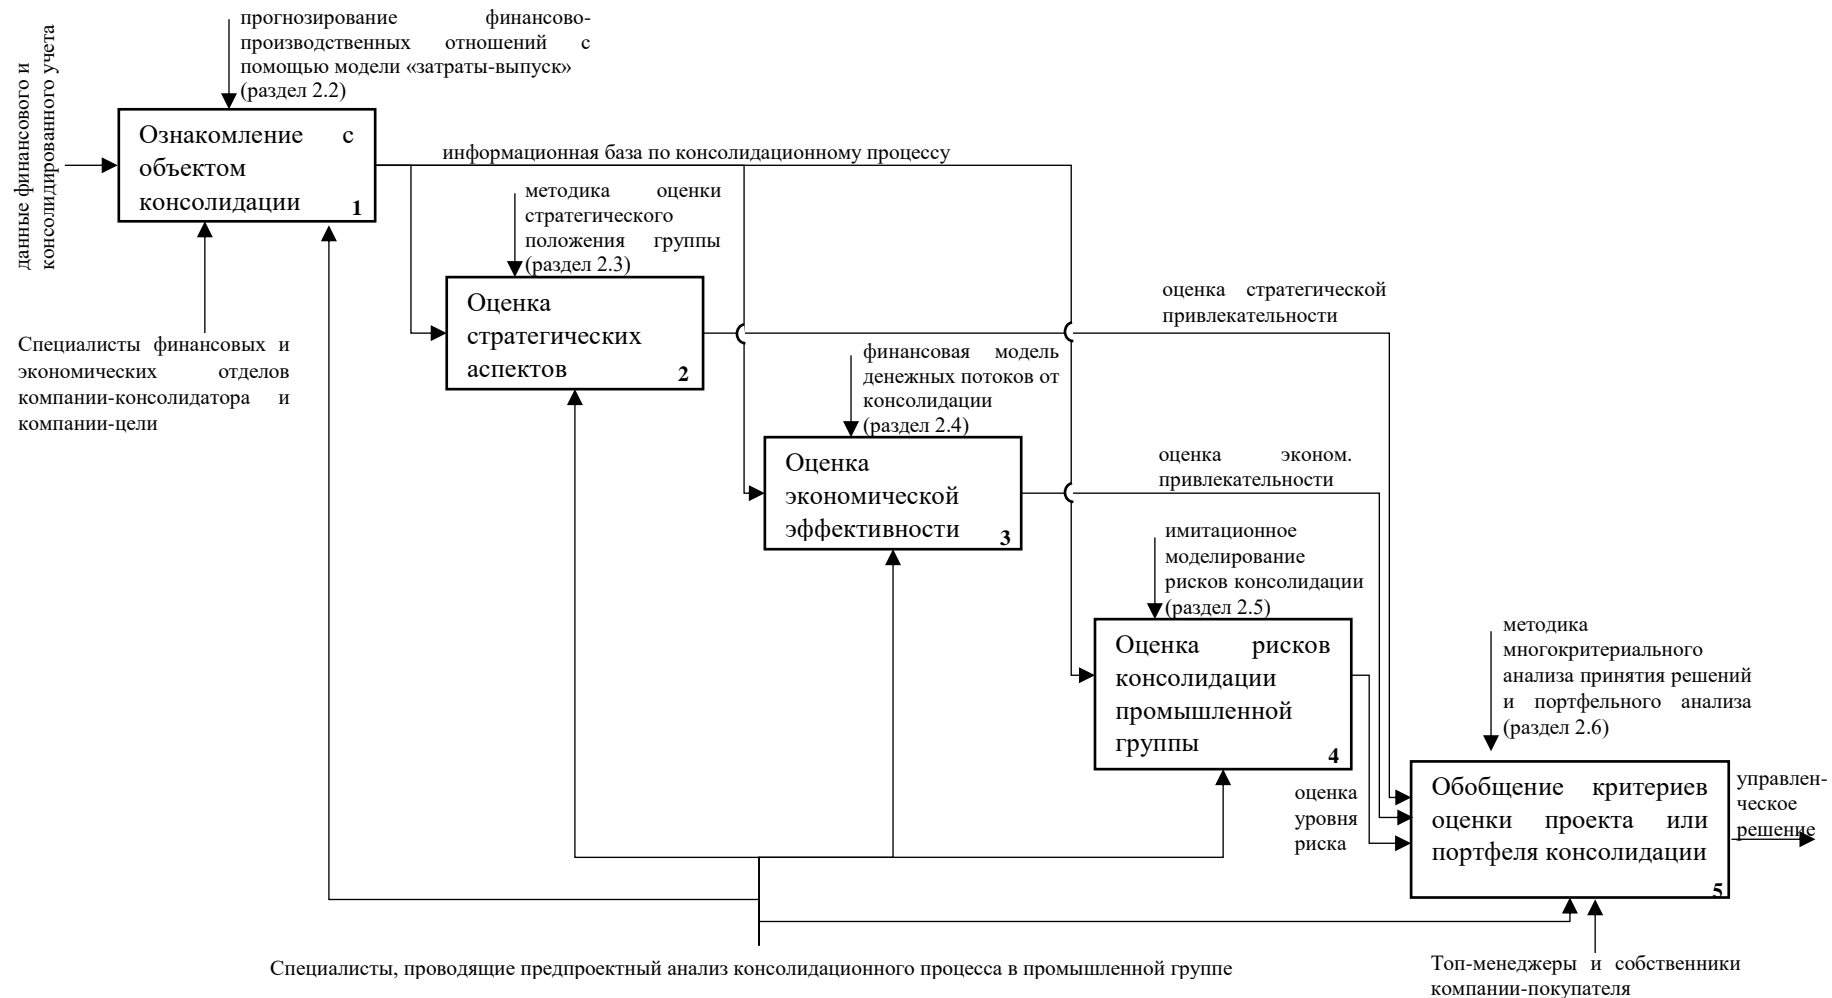 прогнозирование финансово-
производственных отношений с
помощью модели «затраты-выпуск»
(раздел 2.2)
данные финансового и
консолидированного учета
Ознакомление с
объектом
консолидации
1
информационная база по консолидационному процессу
методика оценки
стратегического
положения группы
(раздел 2.3)
Оценка
стратегических
аспектов
2
оценка стратегической
привлекательности
Специалисты финансовых и
экономических отделов
компании-консолидатора и
компании-цели
финансовая модель
денежных потоков от
консолидации
(раздел 2.4)
Оценка
экономической
эффективности
3
оценка эконом.
привлекательности
имитационное
моделирование
рисков консолидации
(раздел 2.5)
Оценка рисков
консолидации
промышленной
группы
4
методика
многокритериального
анализа принятия решений
и портфельного анализа
(раздел 2.6)
оценка
уровня
риска
Обобщение критериев
оценки проекта или
портфеля консолидации
5
управлен-
ческое
решение
Специалисты, проводящие предпроектный анализ консолидационного процесса в промышленной группе
Топ-менеджеры и собственники
компании-покупателя